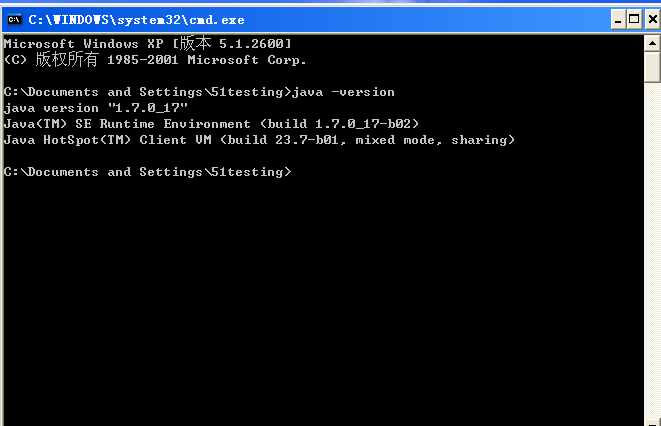 C:\WINDOWS\system32\cmd.exe
Microsoft Windows XP [版本 5.1.2600]
(C) 版权所有 1985-2001 Microsoft Corp.
C:\Documents and Settings\51testing>java -version
java version "1.7.0_17"
Java(TM) SE Runtime Environment (build 1.7.0_17-b02)
Java HotSpot(TM) Client VM (build 23.7-b01, mixed mode, sharing)
C:\Documents and Settings\51testing>